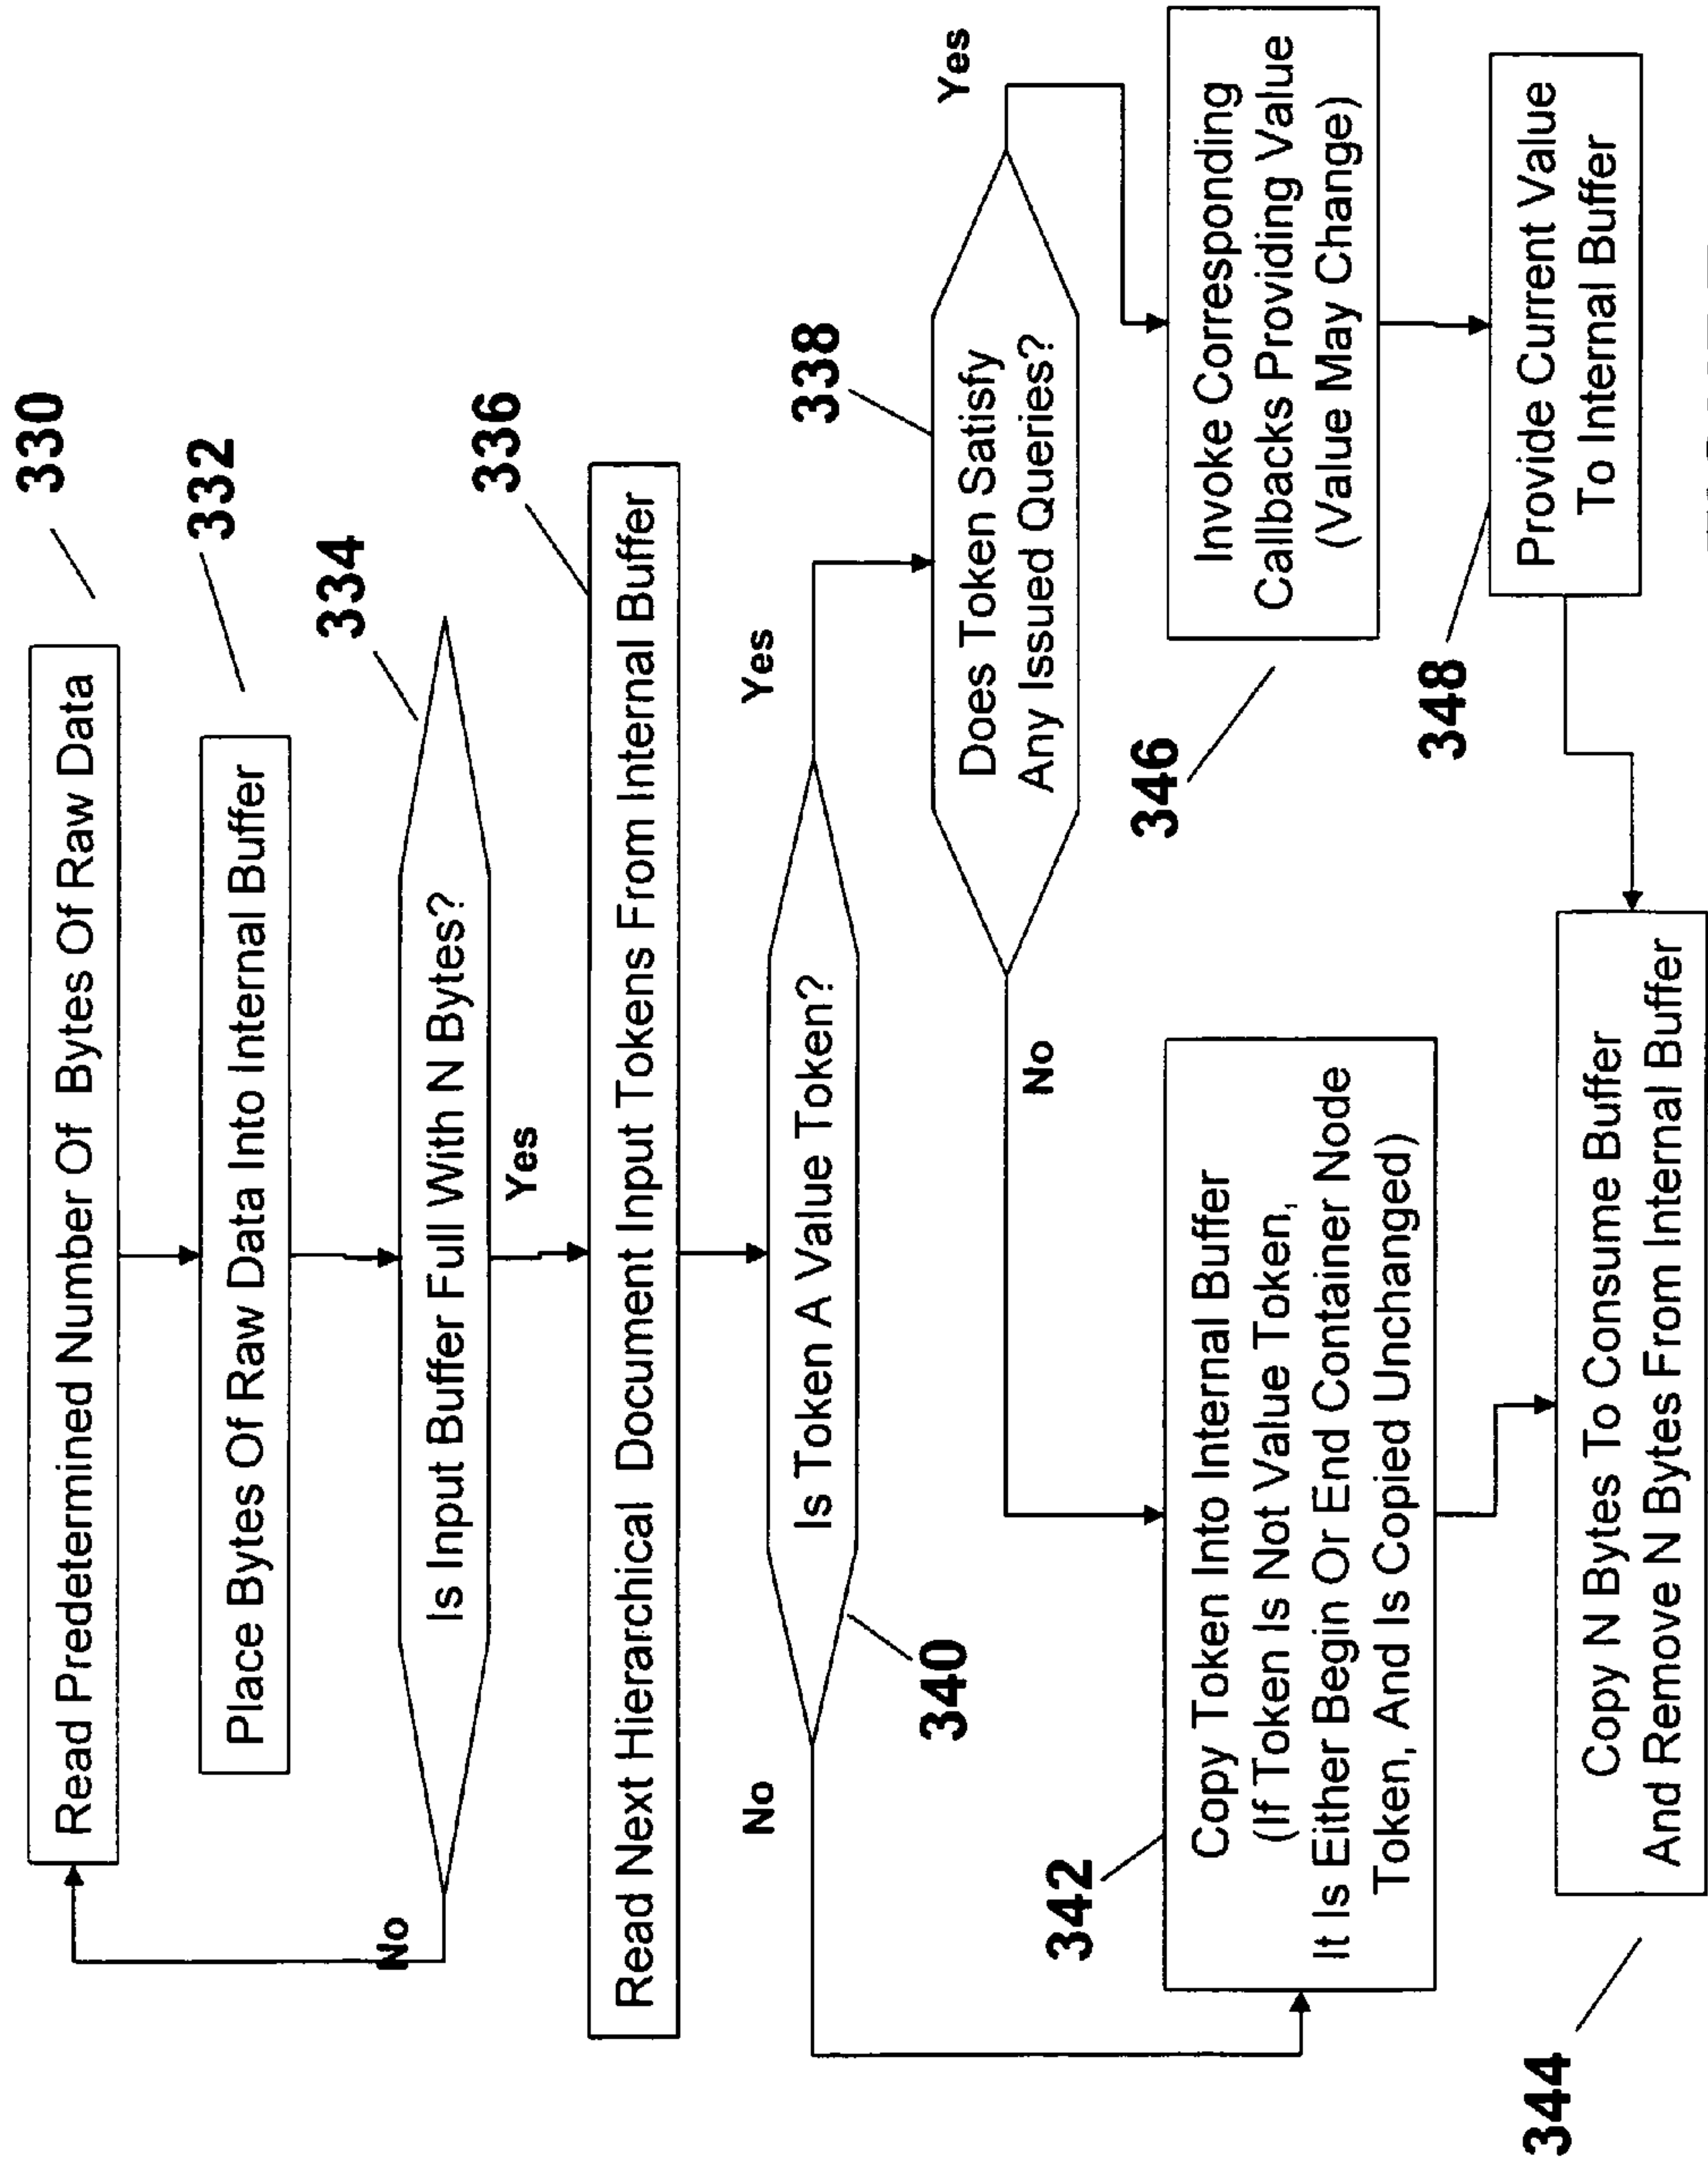 330
Read Predetermined Number Of Bytes Of Raw Data
332
Place Bytes Of Raw Data Into Internal Buffer
334
Is Input Buffer Full With N Bytes?
No
Yes
336
Read Next Hierarchical Document Input Tokens From Internal Buffer
Is Token A Value Token?
340
No
Yes
338
Does Token Satisfy
Any Issued Queries?
Yes
No
342
Copy Token Into Internal Buffer
(If Token Is Not Value Token,
It Is Either Begin Or End Container Node
Token, And Is Copied Unchanged)
346
Invoke Corresponding
Callbacks Providing Value
(Value May Change)
348
Provide Current Value
To Internal Buffer
344
Copy N Bytes To Consume Buffer
And Remove N Bytes From Internal Buffer